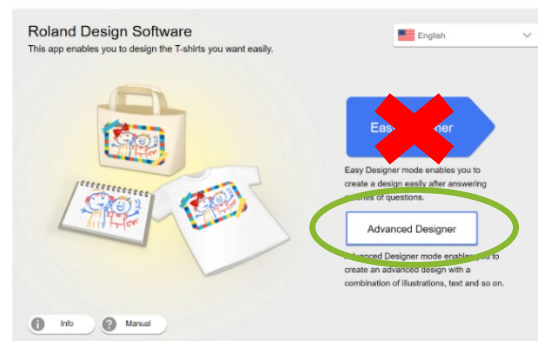 Roland Design Software
This app enables you to design the T-shirts you want easily.
English
Easy Designer mode enables you to
create a design easily after answering
of questions.
Advanced Designer
Advanced Designer mode enables you to
create an advanced design with a
combination of illustrations, text and so on.
Info
Manual